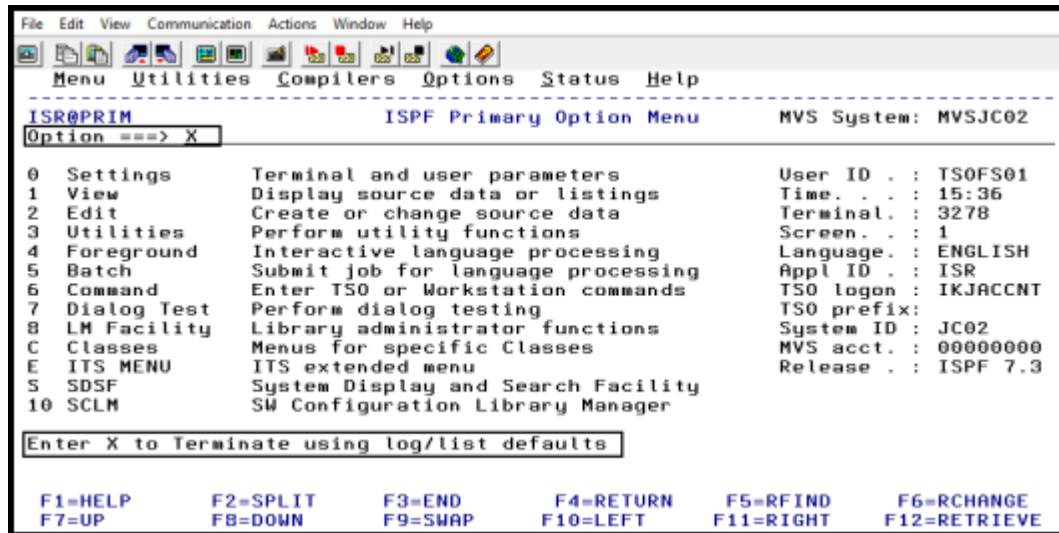 File Edit View Communication Actions Window Help
Menu Utilities Compilers Options Status Help
ISR@PRIM ISPF Primary Option Menu MVS System: MVSJC02
Option ===> X
0 Settings Terminal and user parameters User ID . : TSOFS01
1 View Display source data or listings Time. . . : 15:36
2 Edit Create or change source data Terminal. : 3278
3 Utilities Perform utility functions Screen. . : 1
4 Foreground Interactive language processing Language. : ENGLISH
5 Batch Submit job for language processing Appl ID . : ISR
6 Command Enter TSO or Workstation commands TSO logon : IKJACCNT
7 Dialog Test Perform dialog testing TSO prefix:
8 LM Facility Library administrator functions System ID : JC02
C Classes Menus for specific Classes MVS acct. : 00000000
E ITS MENU ITS extended menu Release . : ISPF 7.3
S SDSF System Display and Search Facility
10 SCLM SW Configuration Library Manager
Enter X to Terminate using log/list defaults
F1=HELP F2=SPLIT F3=END F4=RETURN F5=RFIND F6=RCHANGE
F7=UP F8=DOWN F9=SWAP F10=LEFT F11=RIGHT F12=RETRIEVE